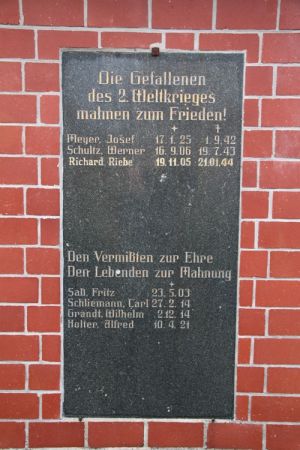 Die Gefallenen
des 2. Weltkrieges
mahnen zum Frieden!
+ +
Meyer, Josef 17.1.25 1.9.42
Schultz, Werner 16.9.06 19.7.43
Richard Riebe 19.11.05 21.01.44
Den Vermißten zur Ehre
Den Lebenden zur Mahnung
+
Saß, Fritz 23.5.03
Schliemann, Carl 27.2.14
Grandt, Wilhelm 2.12.14
Holter, Alfred 10.4.21